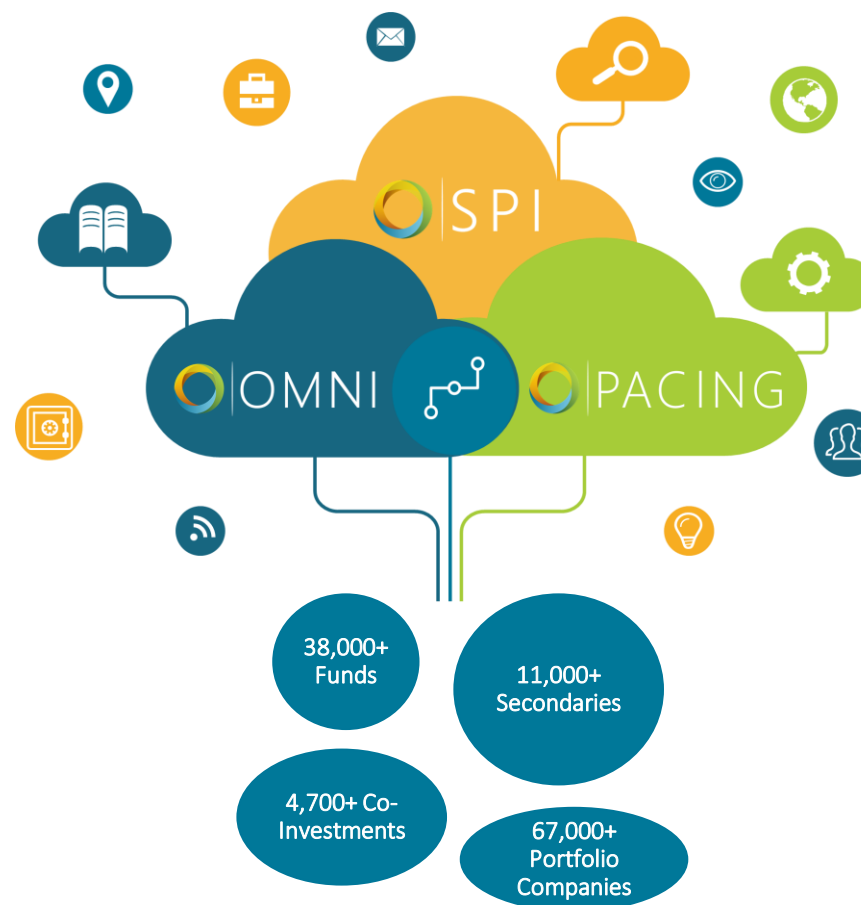 SPI
OMNI
PACING
38,000+
Funds
11,000+
Secondaries
4,700+ Co-
Investments
67,000+
Portfolio
Companies